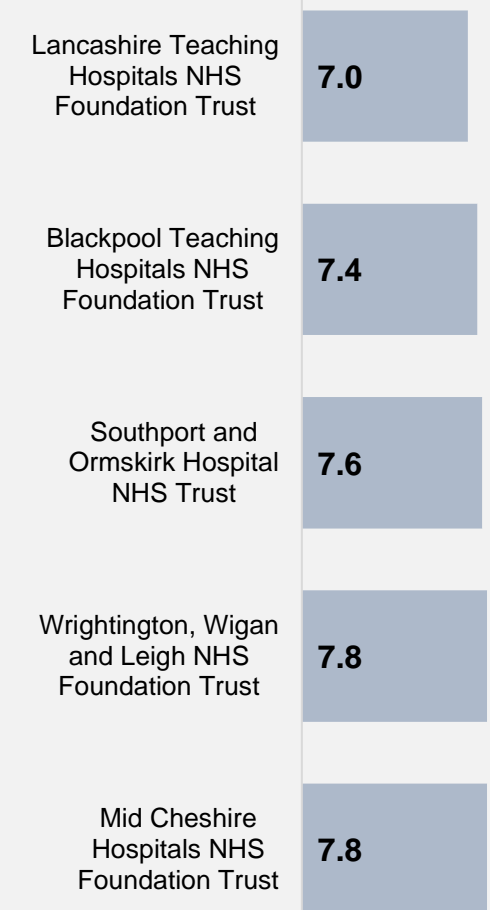 Lancashire Teaching
Hospitals NHS
Foundation Trust
7.0
Blackpool Teaching
Hospitals NHS
Foundation Trust
7.4
Southport and
Ormskirk Hospital
NHS Trust
7.6
Wrightington, Wigan
and Leigh NHS
Foundation Trust
7.8
Mid Cheshire
Hospitals NHS
Foundation Trust
7.8